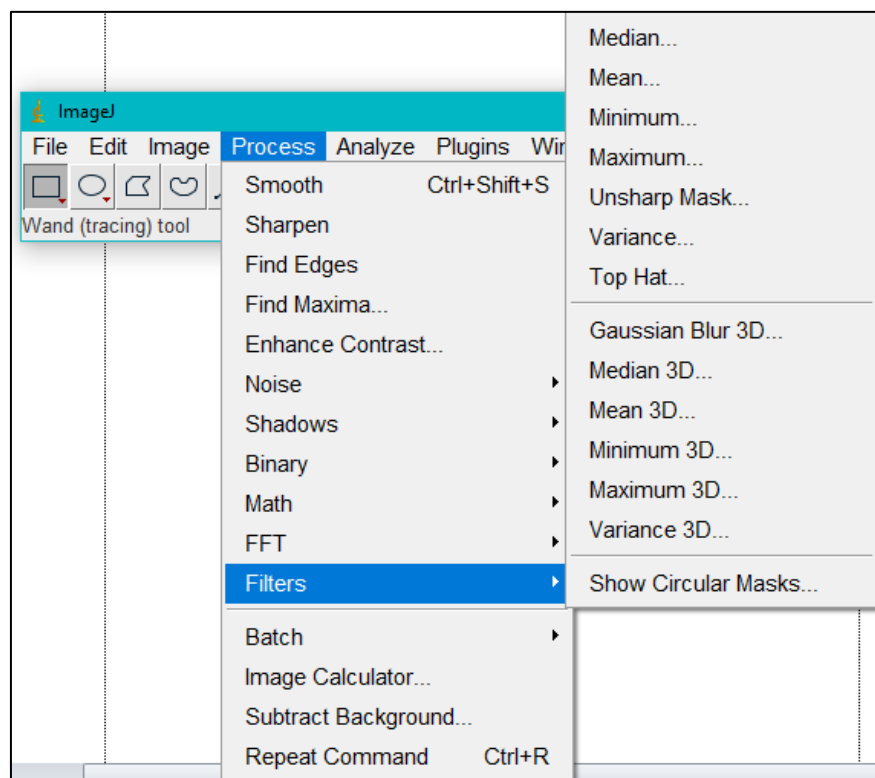 ImageJ
File Edit Image Process Analyze Plugins Wir
Wand (tracing) tool
Smooth Ctrl+Shift+S
Sharpen
Find Edges
Find Maxima...
Enhance Contrast...
Noise
Shadows
Binary
Math
FFT
Filters
Batch
Image Calculator...
Subtract Background...
Repeat Command Ctrl+R
Median...
Mean...
Minimum...
Maximum...
Unsharp Mask...
Variance...
Top Hat...
Gaussian Blur 3D...
Median 3D...
Mean 3D...
Minimum 3D...
Maximum 3D...
Variance 3D...
Show Circular Masks...